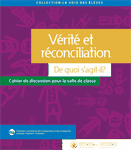 COLLECTION LA VOIX DES ÉLÈVES
Vérité et
réconciliation
De quoi s'agit-il?
Cahier de discussion pour la salle de classe